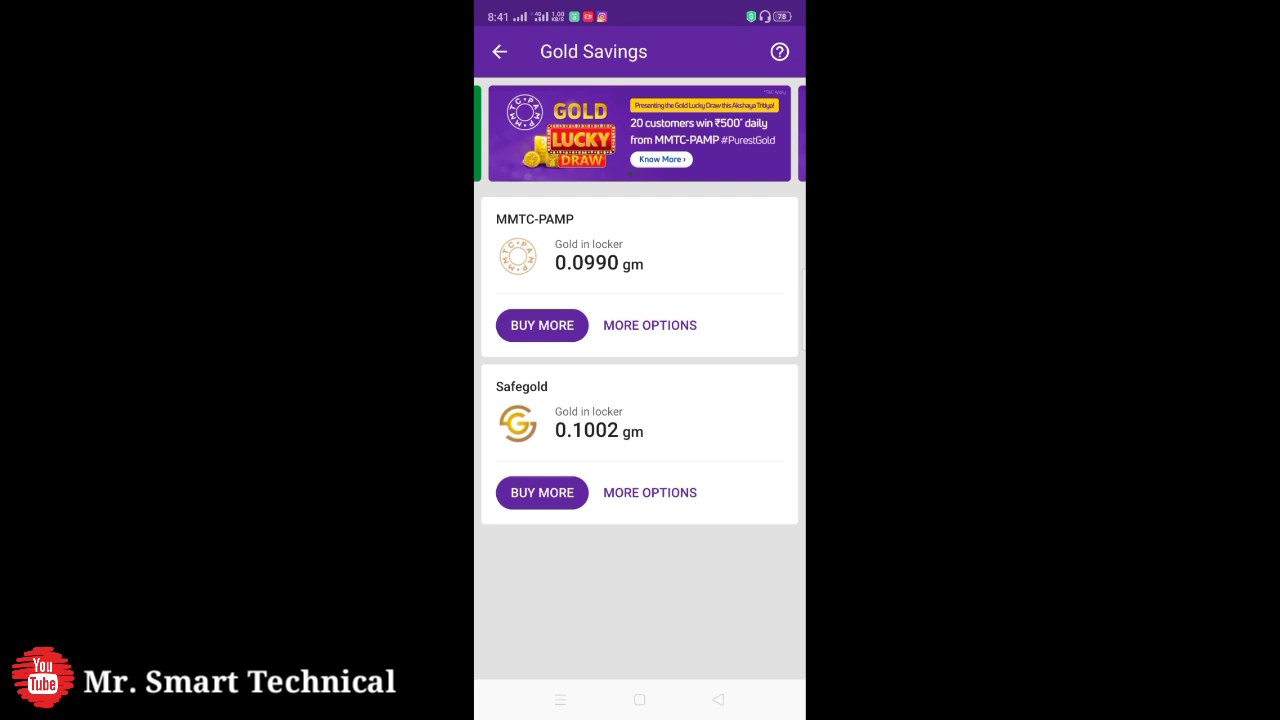 8:41
78
Gold Savings
GOLD
LUCKY
DRAW
Presenting the Gold Lucky Draw this Akshaya Tritiya!
20 customers win ₹500* daily
from MMTC-PAMP #PurestGold
Know More ›
MMTC-PAMP
Gold in locker
0.0990 gm
BUY MORE MORE OPTIONS
Safegold
Gold in locker
0.1002 gm
BUY MORE MORE OPTIONS
You
Tube
Mr. Smart Technical